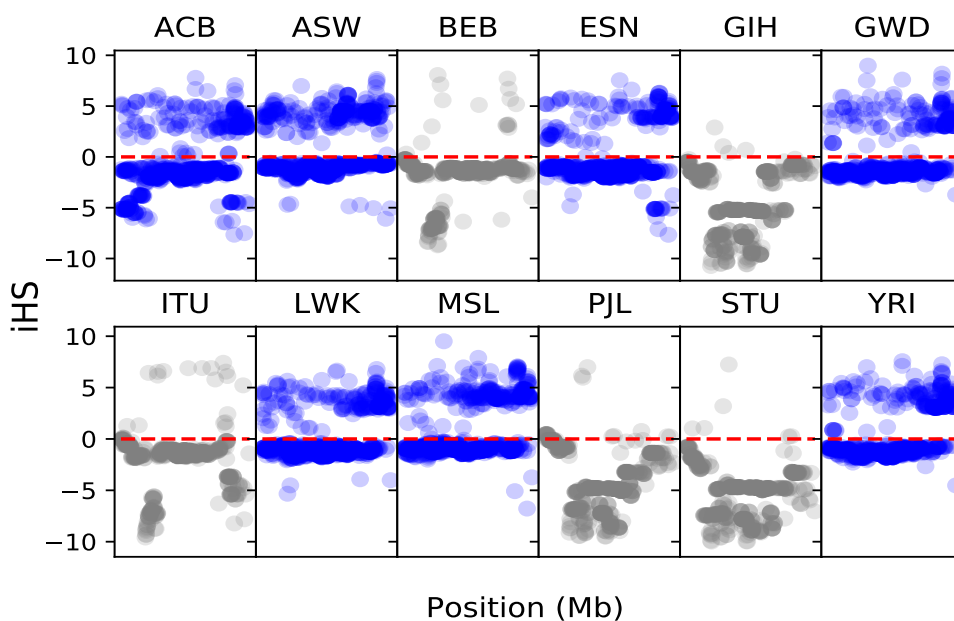 ACB ASW BEB ESN GIH GWD
10
5
0
−5
−10
iHS
ITU LWK MSL PJL STU YRI
10
5
0
−5
−10
Position (Mb)